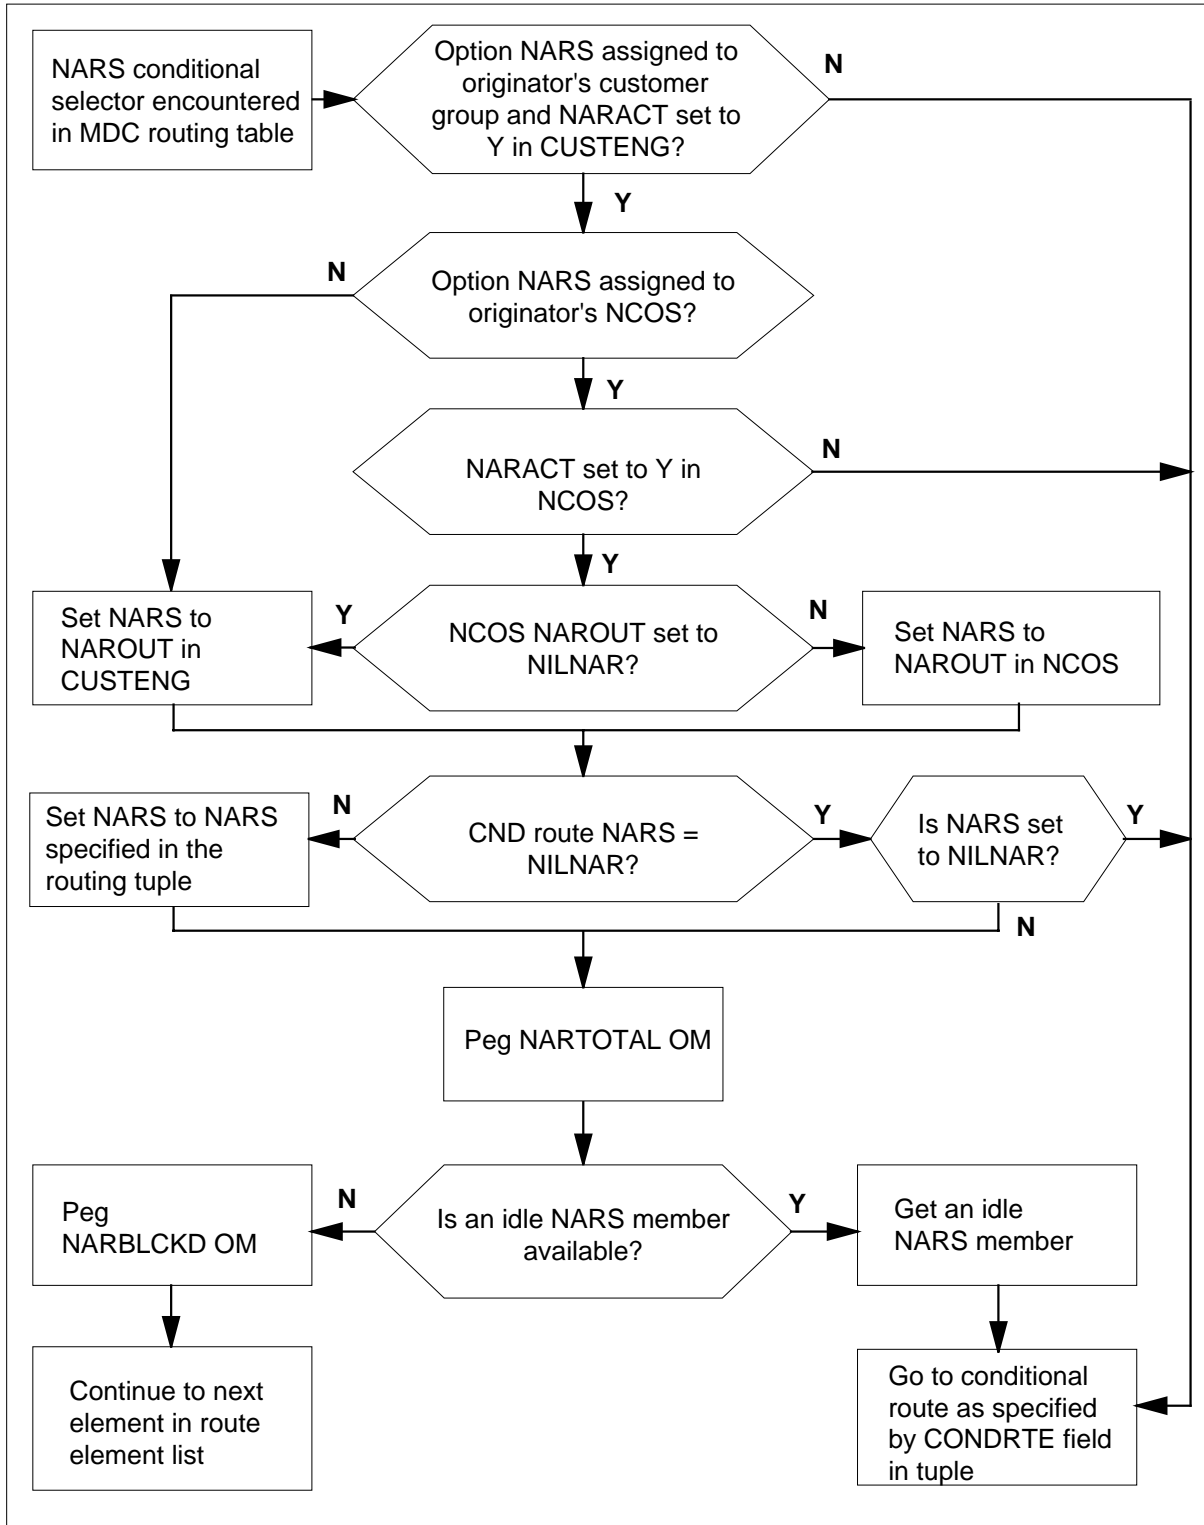 NARS conditional
selector encountered
in MDC routing table
Option NARS assigned to
originator's customer
group and NARACT set to
Y in CUSTENG?
N
Y
Option NARS assigned to
originator's NCOS?
N
Y
NARACT set to Y in
NCOS?
N
Y
Set NARS to
NAROUT in
CUSTENG
Y
NCOS NAROUT set to
NILNAR?
N
Set NARS to
NAROUT in NCOS
Set NARS to NARS
specified in the
routing tuple
N
CND route NARS =
NILNAR?
Y
Is NARS set
to NILNAR?
Y
N
Peg NARTOTAL OM
Peg
NARBLCKD OM
N
Is an idle NARS member
available?
Y
Get an idle
NARS member
Continue to next
element in route
element list
Go to conditional
route as specified
by CONDRTE field
in tuple